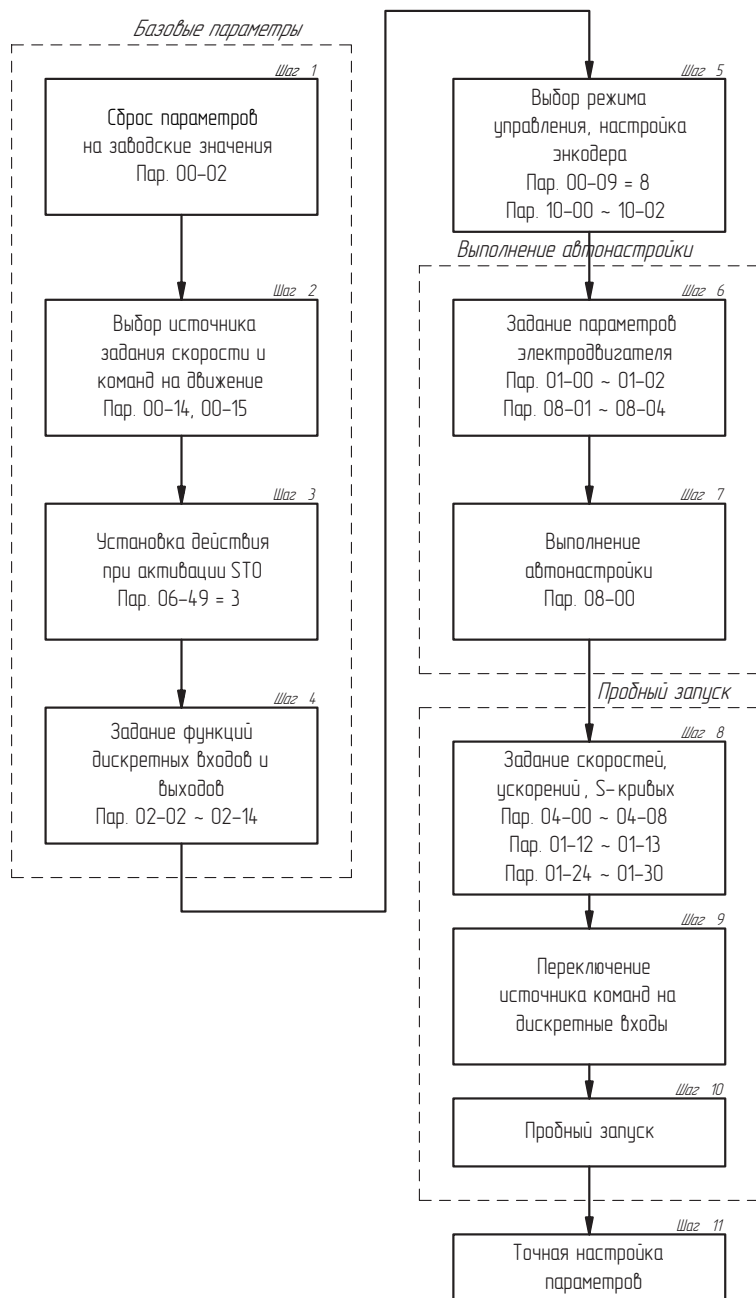 Базовые параметры
Шаг 1
Сброс параметров
на заводские значения
Пар. 00-02
Шаг 2
Выбор источника
задания скорости и
команд на движение
Пар. 00-14, 00-15
Шаг 3
Установка действия
при активации STO
Пар. 06-49 = 3
Шаг 4
Задание функций
дискретных входов и
выходов
Пар. 02-02 ~ 02-14
Шаг 5
Выбор режима
управления, настройка
энкодера
Пар. 00-09 = 8
Пар. 10-00 ~ 10-02
Выполнение автонастройки
Шаг 6
Задание параметров
электродвигателя
Пар. 01-00 ~ 01-02
Пар. 08-01 ~ 08-04
Шаг 7
Выполнение
автонастройки
Пар. 08-00
Пробный запуск
Шаг 8
Задание скоростей,
ускорений, S-кривых
Пар. 04-00 ~ 04-08
Пар. 01-12 ~ 01-13
Пар. 01-24 ~ 01-30
Шаг 9
Переключение
источника команд на
дискретные входы
Шаг 10
Пробный запуск
Шаг 11
Точная настройка
параметров